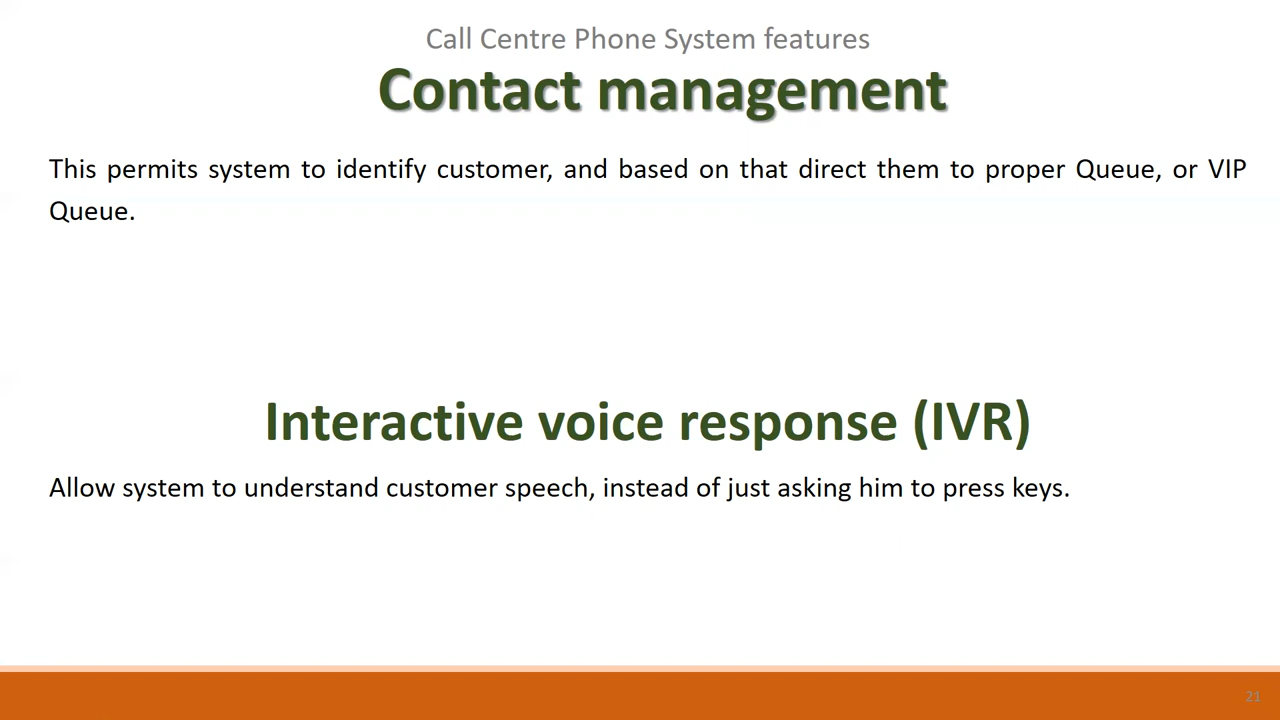 Call Centre Phone System features
Contact management
This permits system to identify customer, and based on that direct them to proper Queue, or VIP
Queue.
Interactive voice response (IVR)
Allow system to understand customer speech, instead of just asking him to press keys.
21